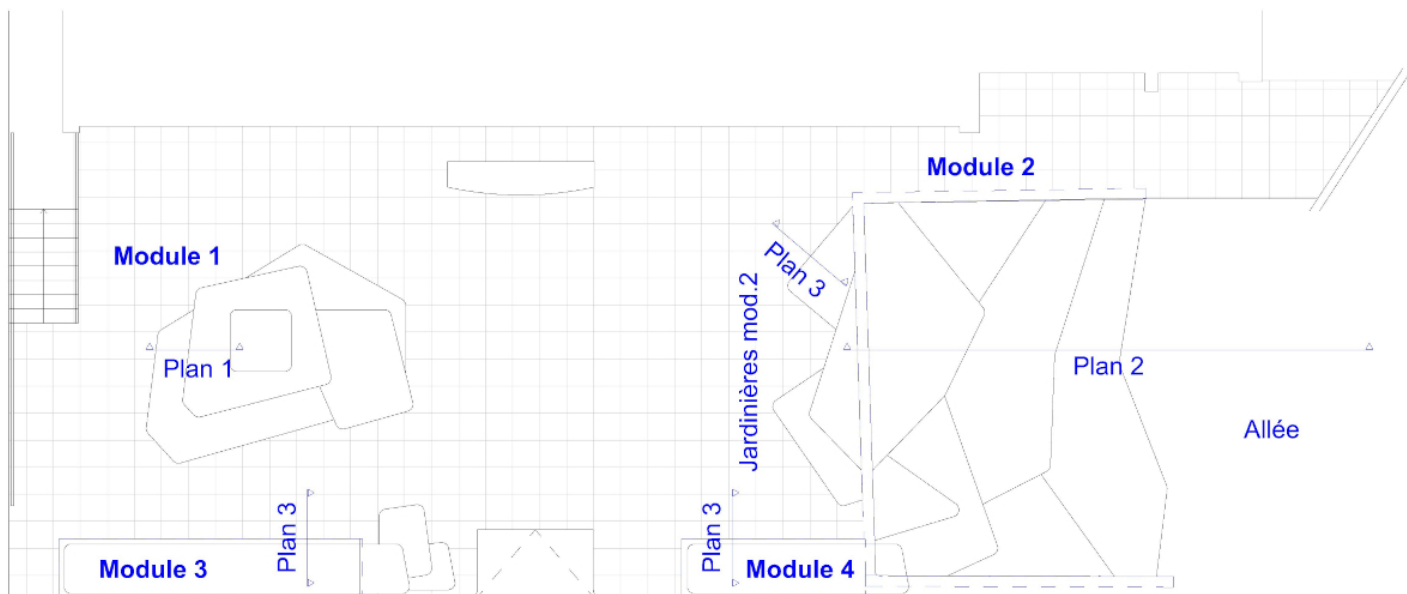 Module 2
Module 1
Plan 3
Jardinières mod.2
Plan 1
Plan 2
Allée
Plan 3
Plan 3
Module 3
Module 4